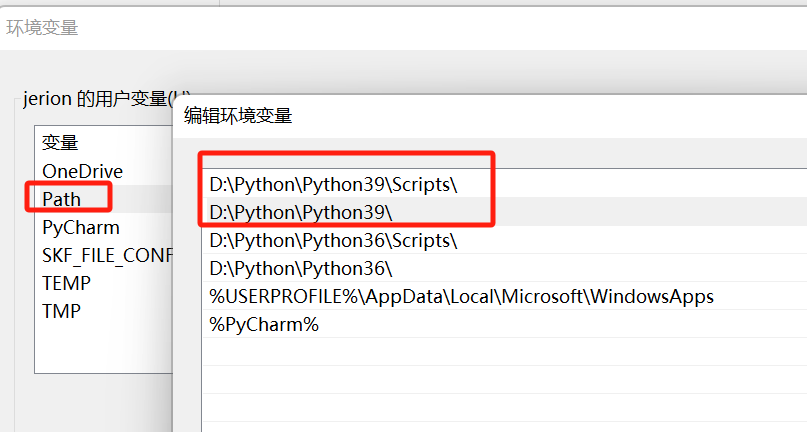 环境变量
jerion 的用户变量(U)
编辑环境变量
变量
OneDrive
Path
PyCharm
SKF_FILE_CONF
TEMP
TMP
D:\Python\Python39\Scripts\
D:\Python\Python39\
D:\Python\Python36\Scripts\
D:\Python\Python36\
%USERPROFILE%\AppData\Local\Microsoft\WindowsApps
%PyCharm%